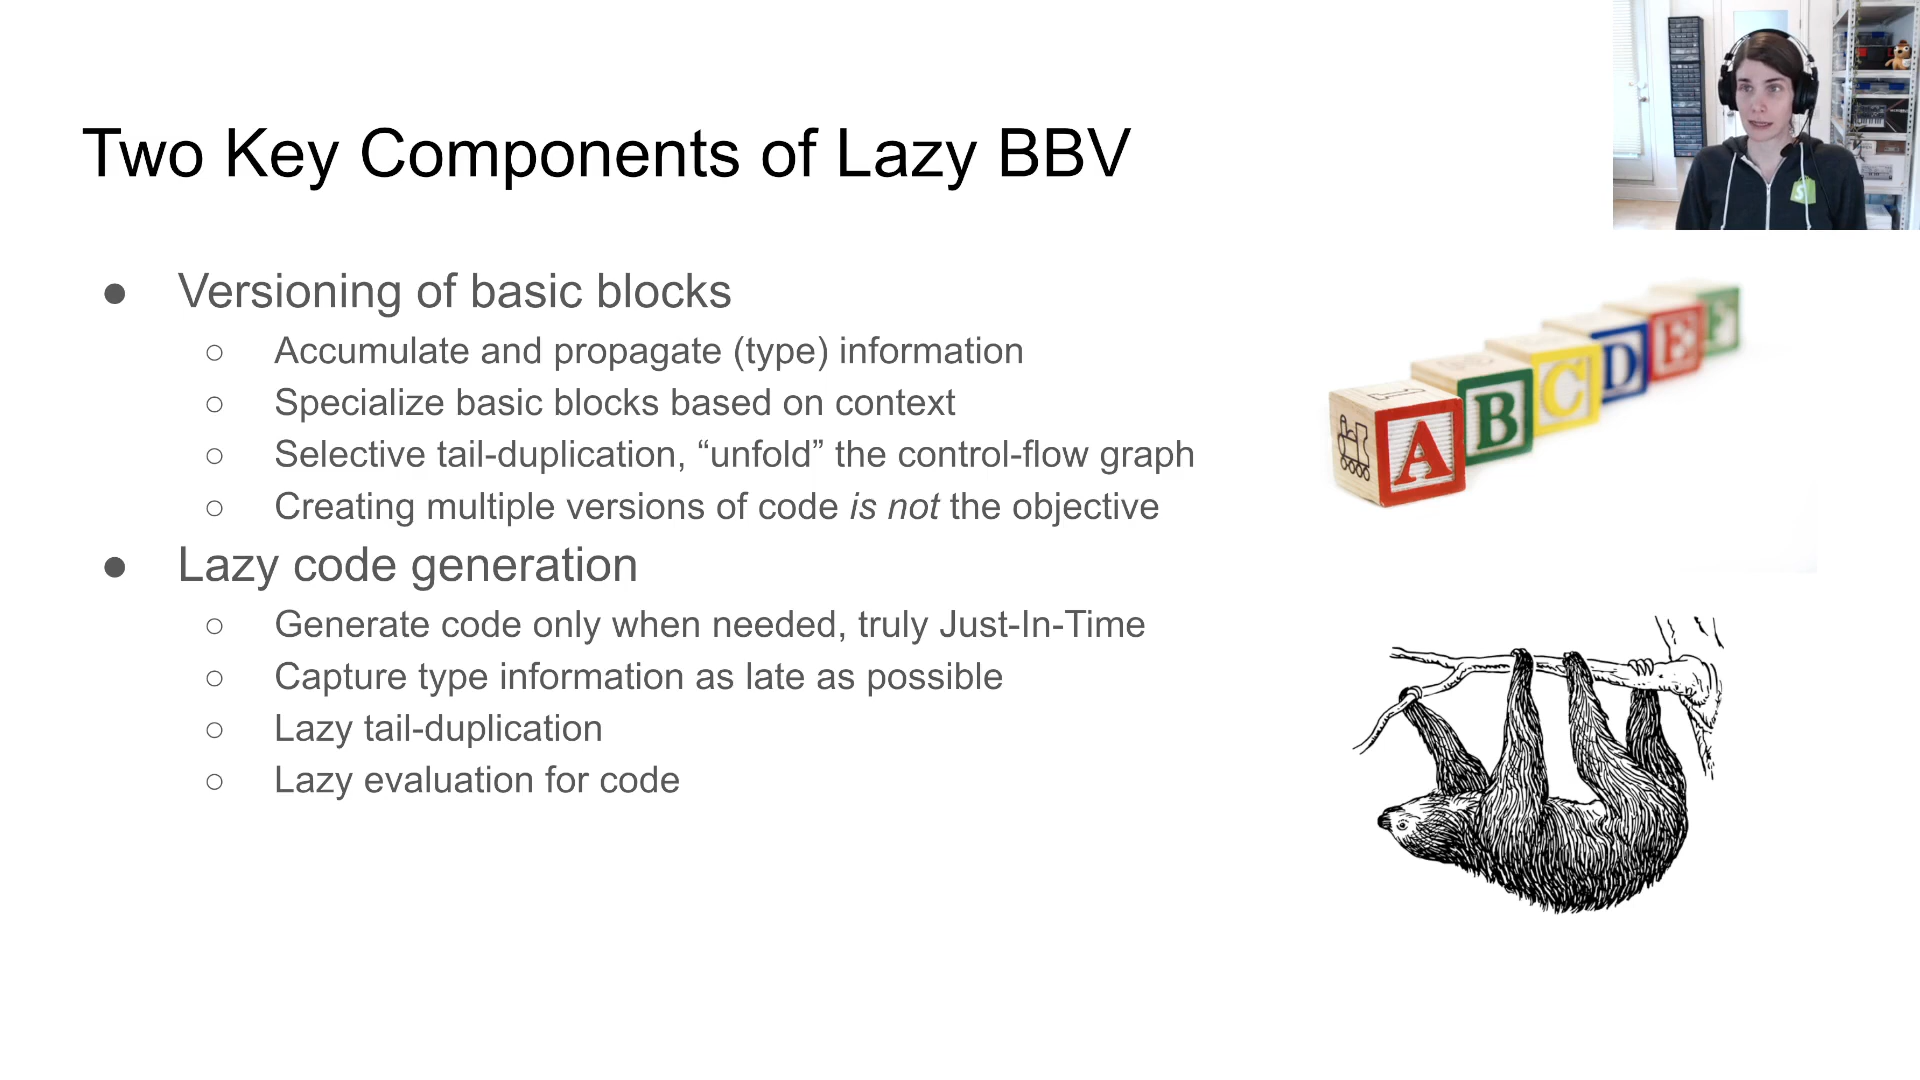 Two Key Components of Lazy BBV
● Versioning of basic blocks
○ Accumulate and propagate (type) information
○ Specialize basic blocks based on context
○ Selective tail-duplication, “unfold” the control-flow graph
○ Creating multiple versions of code is not the objective
● Lazy code generation
○ Generate code only when needed, truly Just-In-Time
○ Capture type information as late as possible
○ Lazy tail-duplication
○ Lazy evaluation for code
A B C D E F
S